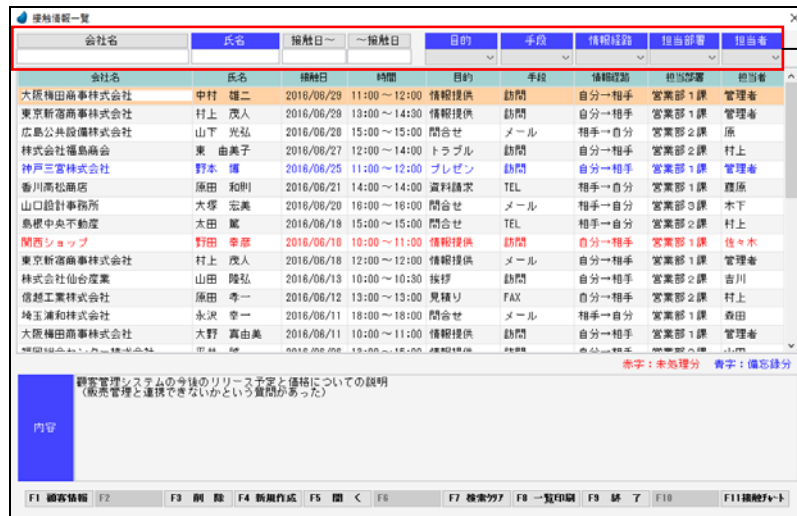 接触情報一覧
会社名 氏名 接触日～ ～接触日 目的 手段 情報経路 担当部署 担当者
会社名 氏名 接触日 時間 目的 手段 情報経路 担当部署 担当者
大阪梅田商事株式会社 中村 雄二 2016/06/29 11:00～12:00 情報提供 訪問 自分→相手 営業部1課 管理者
東京新宿商事株式会社 村上 茂人 2016/06/29 13:00～14:30 情報提供 訪問 自分→相手 営業部1課 管理者
広島公共設備株式会社 山下 光弘 2016/06/28 15:00～15:00 問合せ メール 相手→自分 営業部2課 原
株式会社福島商会 東 由美子 2016/06/27 12:00～14:00 トラブル 訪問 自分→相手 営業部2課 村上
神戸三宮株式会社 野本 博 2016/06/25 11:00～12:00 プレゼン 訪問 自分→相手 営業部1課 管理者
香川高松商店 原田 和則 2016/06/21 14:00～14:00 資料請求 TEL 相手→自分 営業部1課 藤原
山口設計事務所 大塚 宏美 2016/06/20 16:00～16:00 問合せ メール 相手→自分 営業部3課 木下
島根中央不動産 太田 篤 2016/06/19 15:00～15:00 問合せ TEL 相手→自分 営業部2課 村上
関西ショップ 野田 幸彦 2016/06/18 10:00～11:00 情報提供 訪問 自分→相手 営業部1課 佐々木
東京新宿商事株式会社 村上 茂人 2016/06/18 12:00～12:00 情報提供 メール 自分→相手 営業部1課 管理者
株式会社仙台産業 山田 隆弘 2016/06/13 10:00～10:30 挨拶 訪問 自分→相手 営業部2課 吉川
信越工業株式会社 原田 孝一 2016/06/12 13:00～13:00 見積り FAX 自分→相手 営業部2課 村上
埼玉浦和株式会社 永沢 幸一 2016/06/11 18:00～18:00 問合せ メール 相手→自分 営業部1課 森田
大阪梅田商事株式会社 大野 真由美 2016/06/11 10:00～11:00 情報提供 訪問 自分→相手 営業部1課 管理者
赤字：未処理分 青字：備忘録分
顧客管理システムの今後のリリース予定と価格についての説明
（販売管理と連携できないかという質問があった）
内容
F1 顧客情報 F2 F3 削 除 F4 新規作成 F5 開 く F6 F7 検索クリア F8 一覧印刷 F9 終 了 F10 F11接触チャート